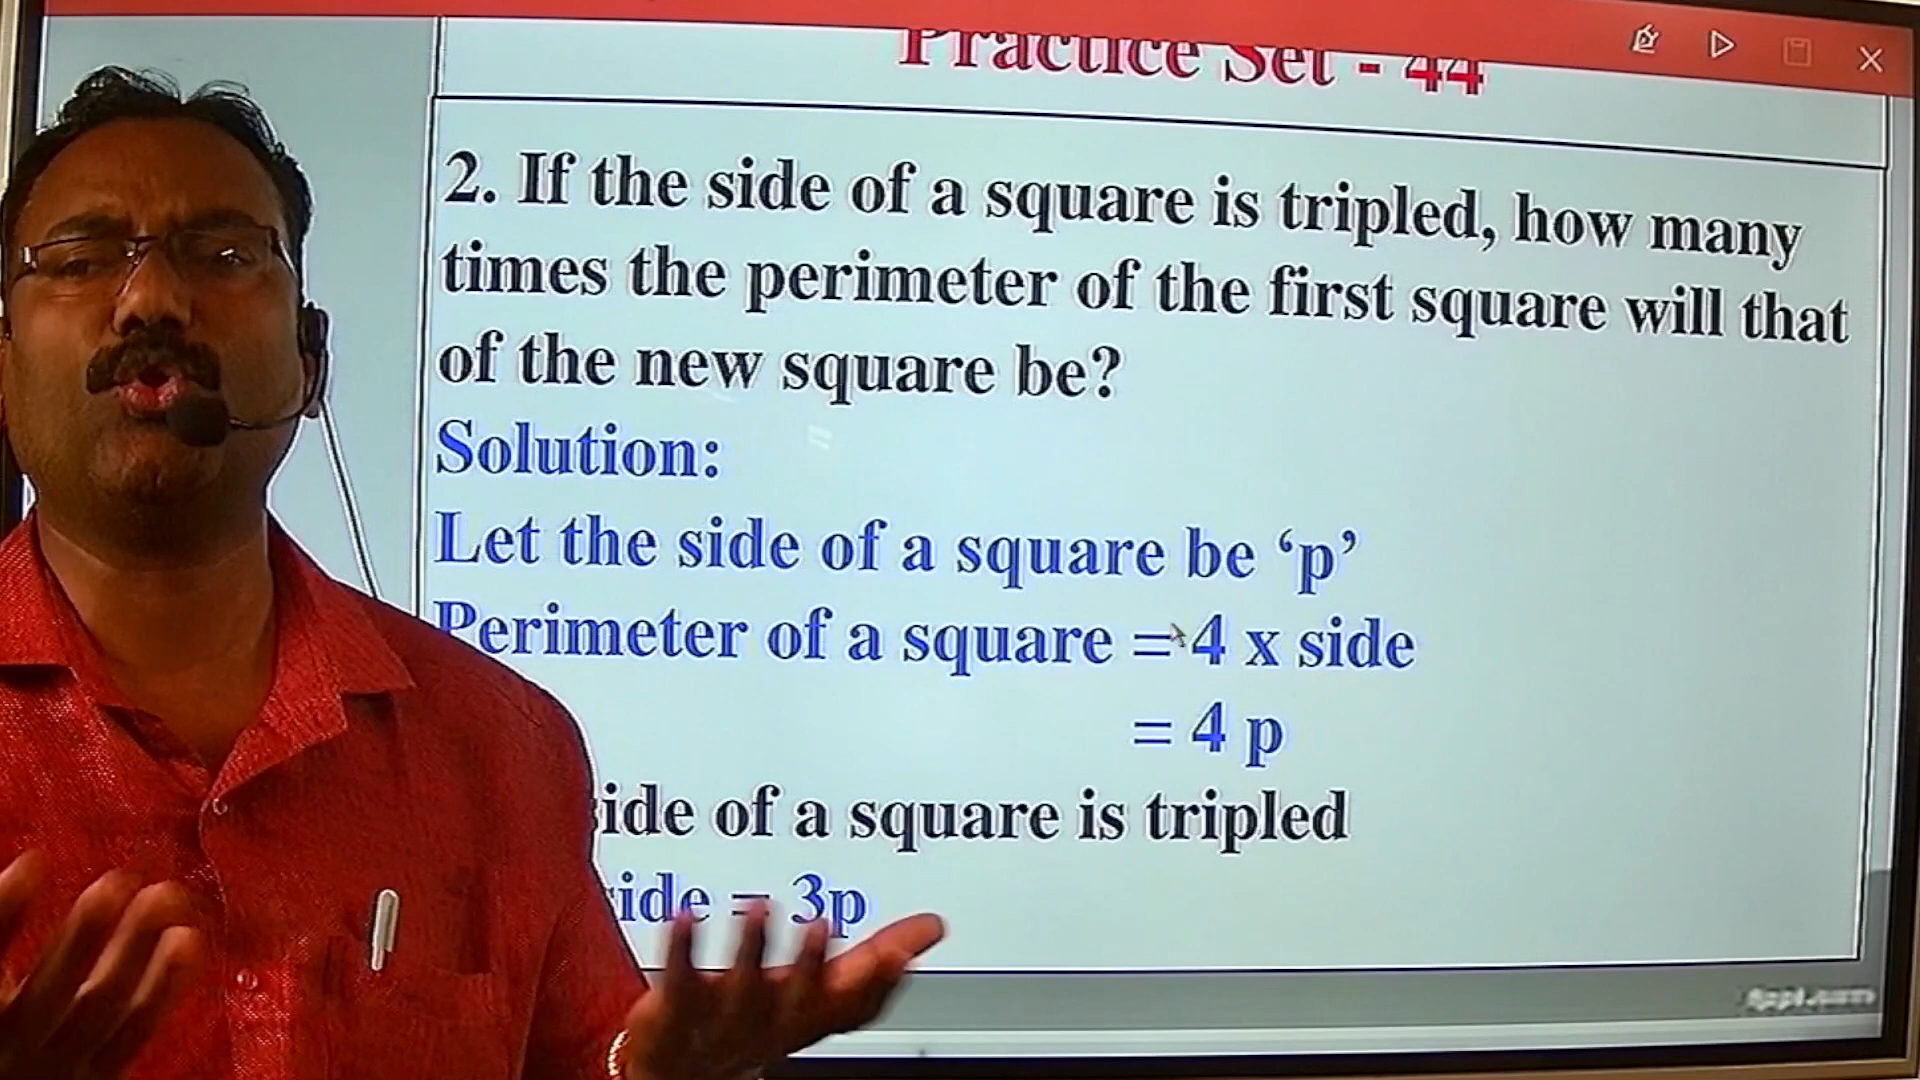 Practice Set - 44
2. If the side of a square is tripled, how many
times the perimeter of the first square will that
of the new square be?
Solution:
Let the side of a square be ‘p’
Perimeter of a square = 4 x side
= 4 p
ide of a square is tripled
ide = 3p